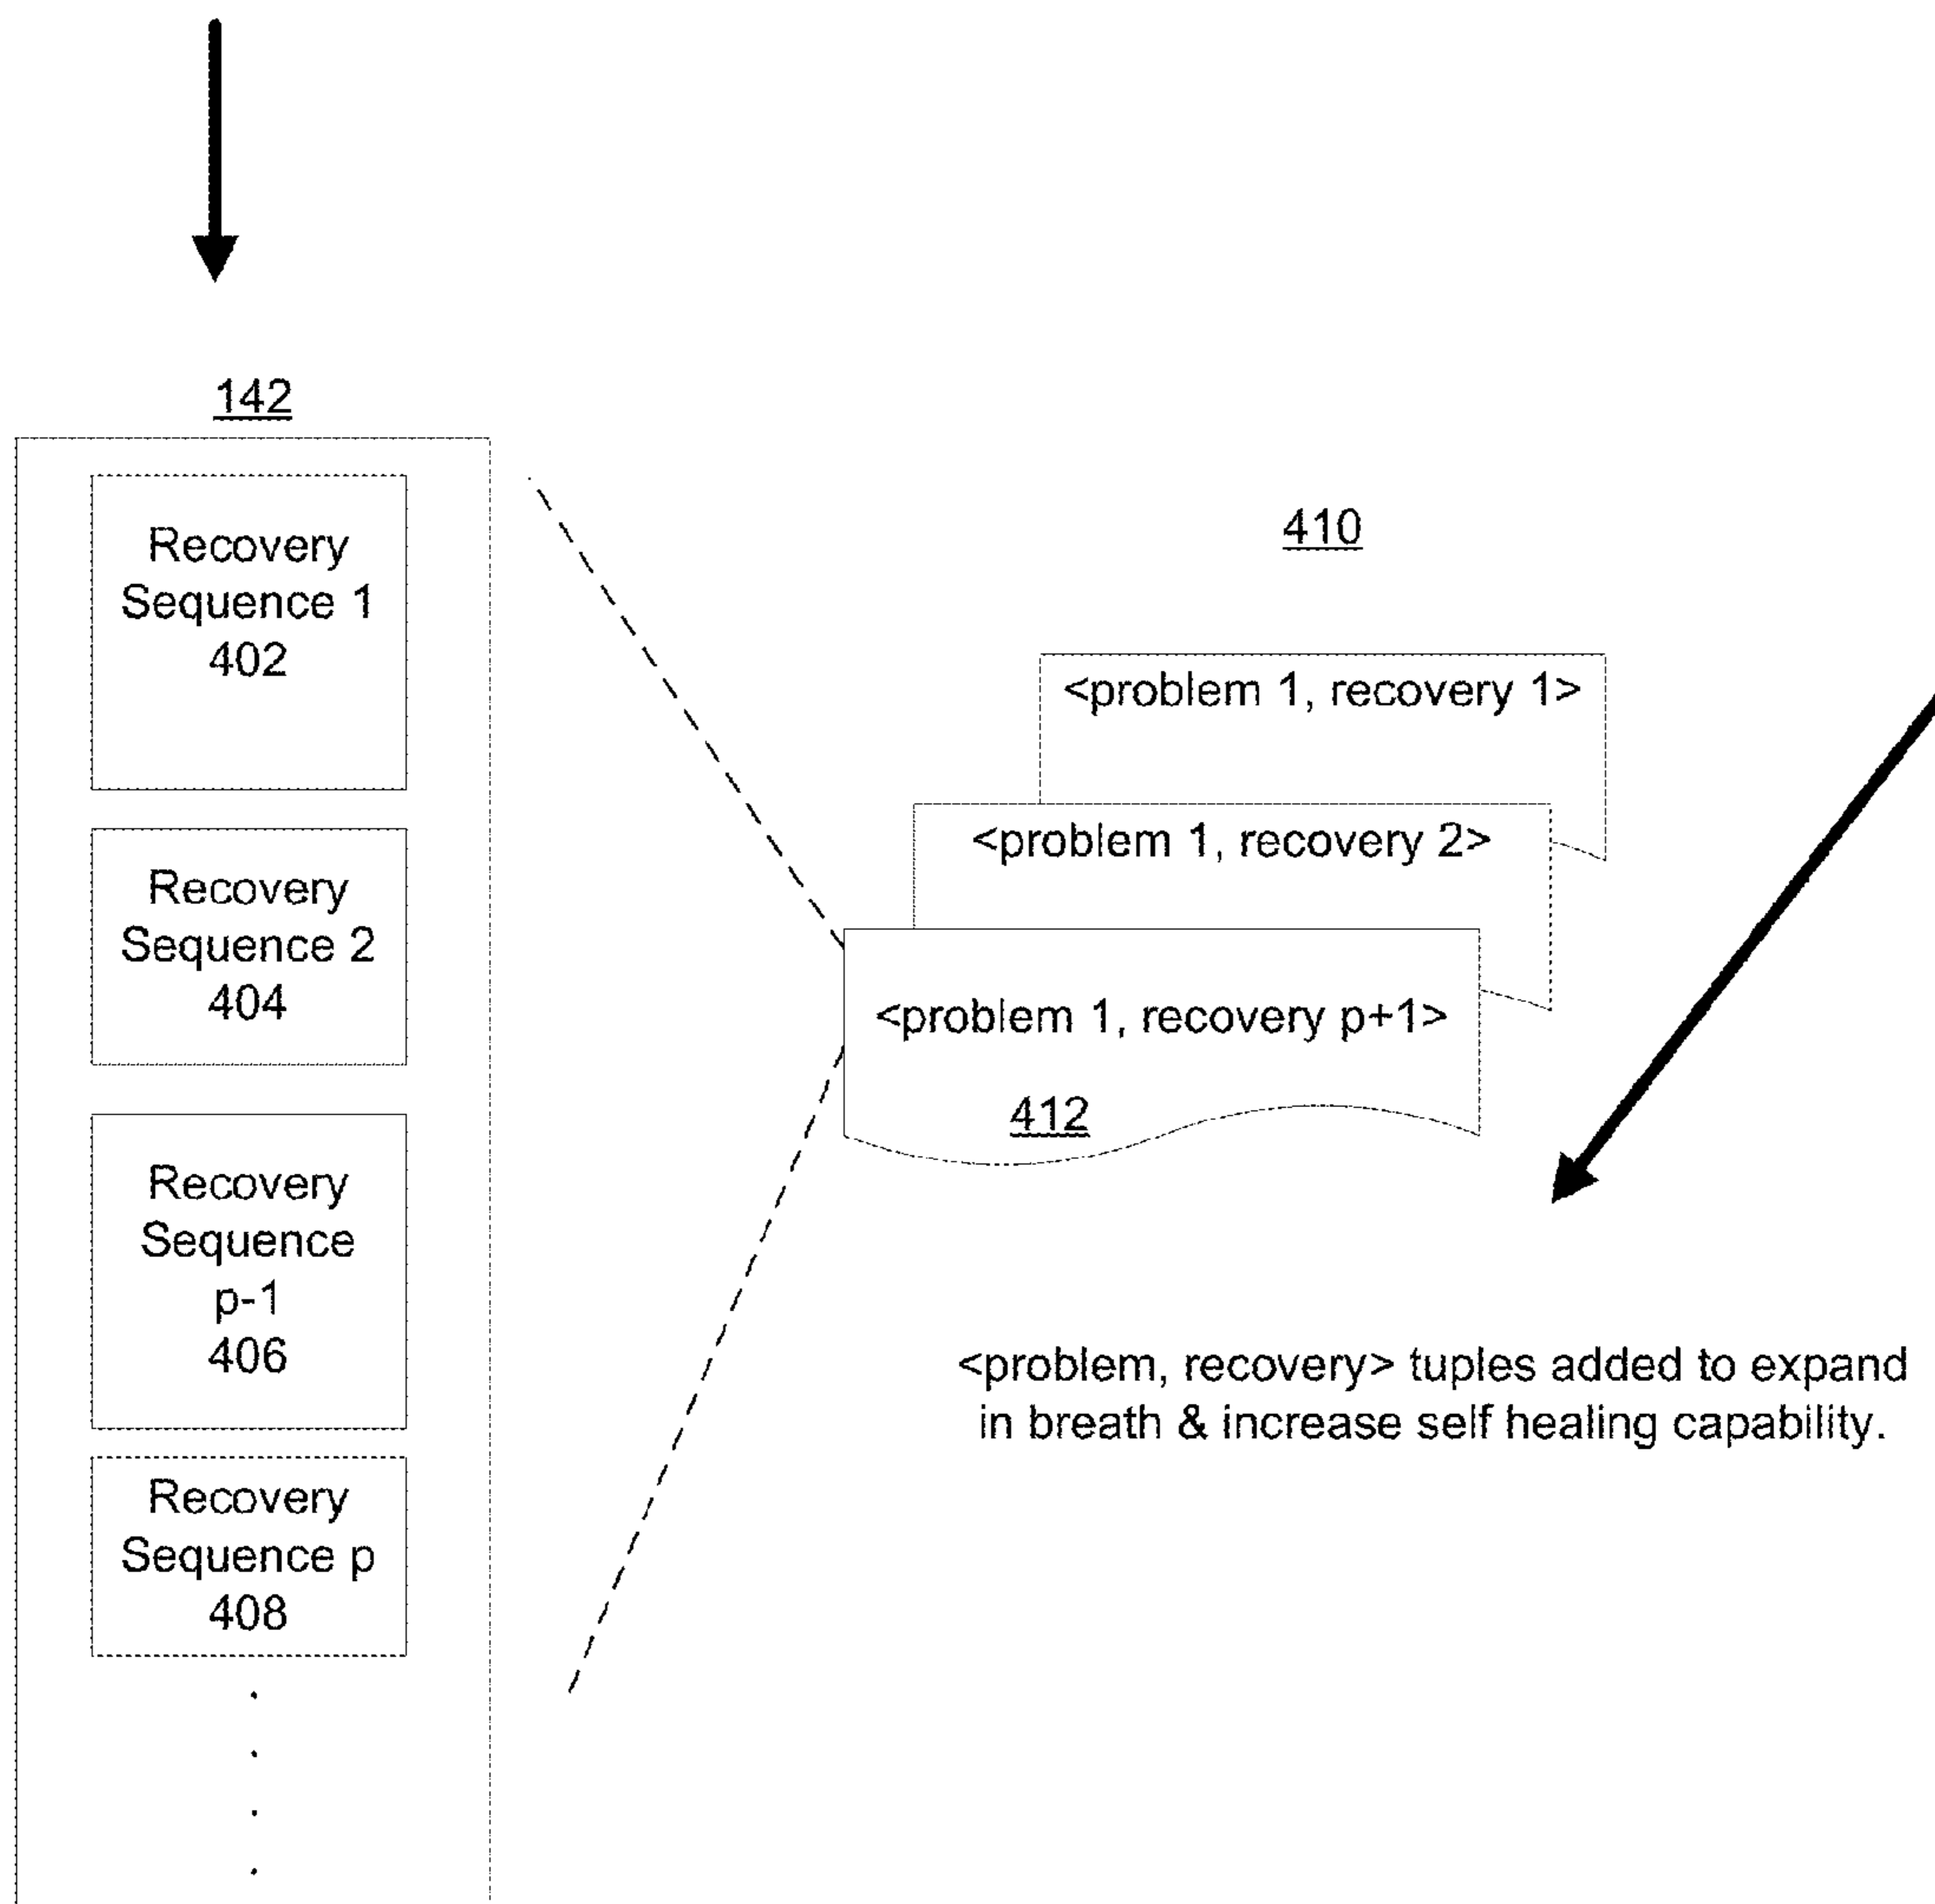 142
Recovery
Sequence 1
402
Recovery
Sequence 2
404
Recovery
Sequence
p-1
406
Recovery
Sequence p
408
410
<problem 1, recovery 1>
<problem 1, recovery 2>
<problem 1, recovery p+1>
412
<problem, recovery> tuples added to expand
in breath & increase self healing capability.